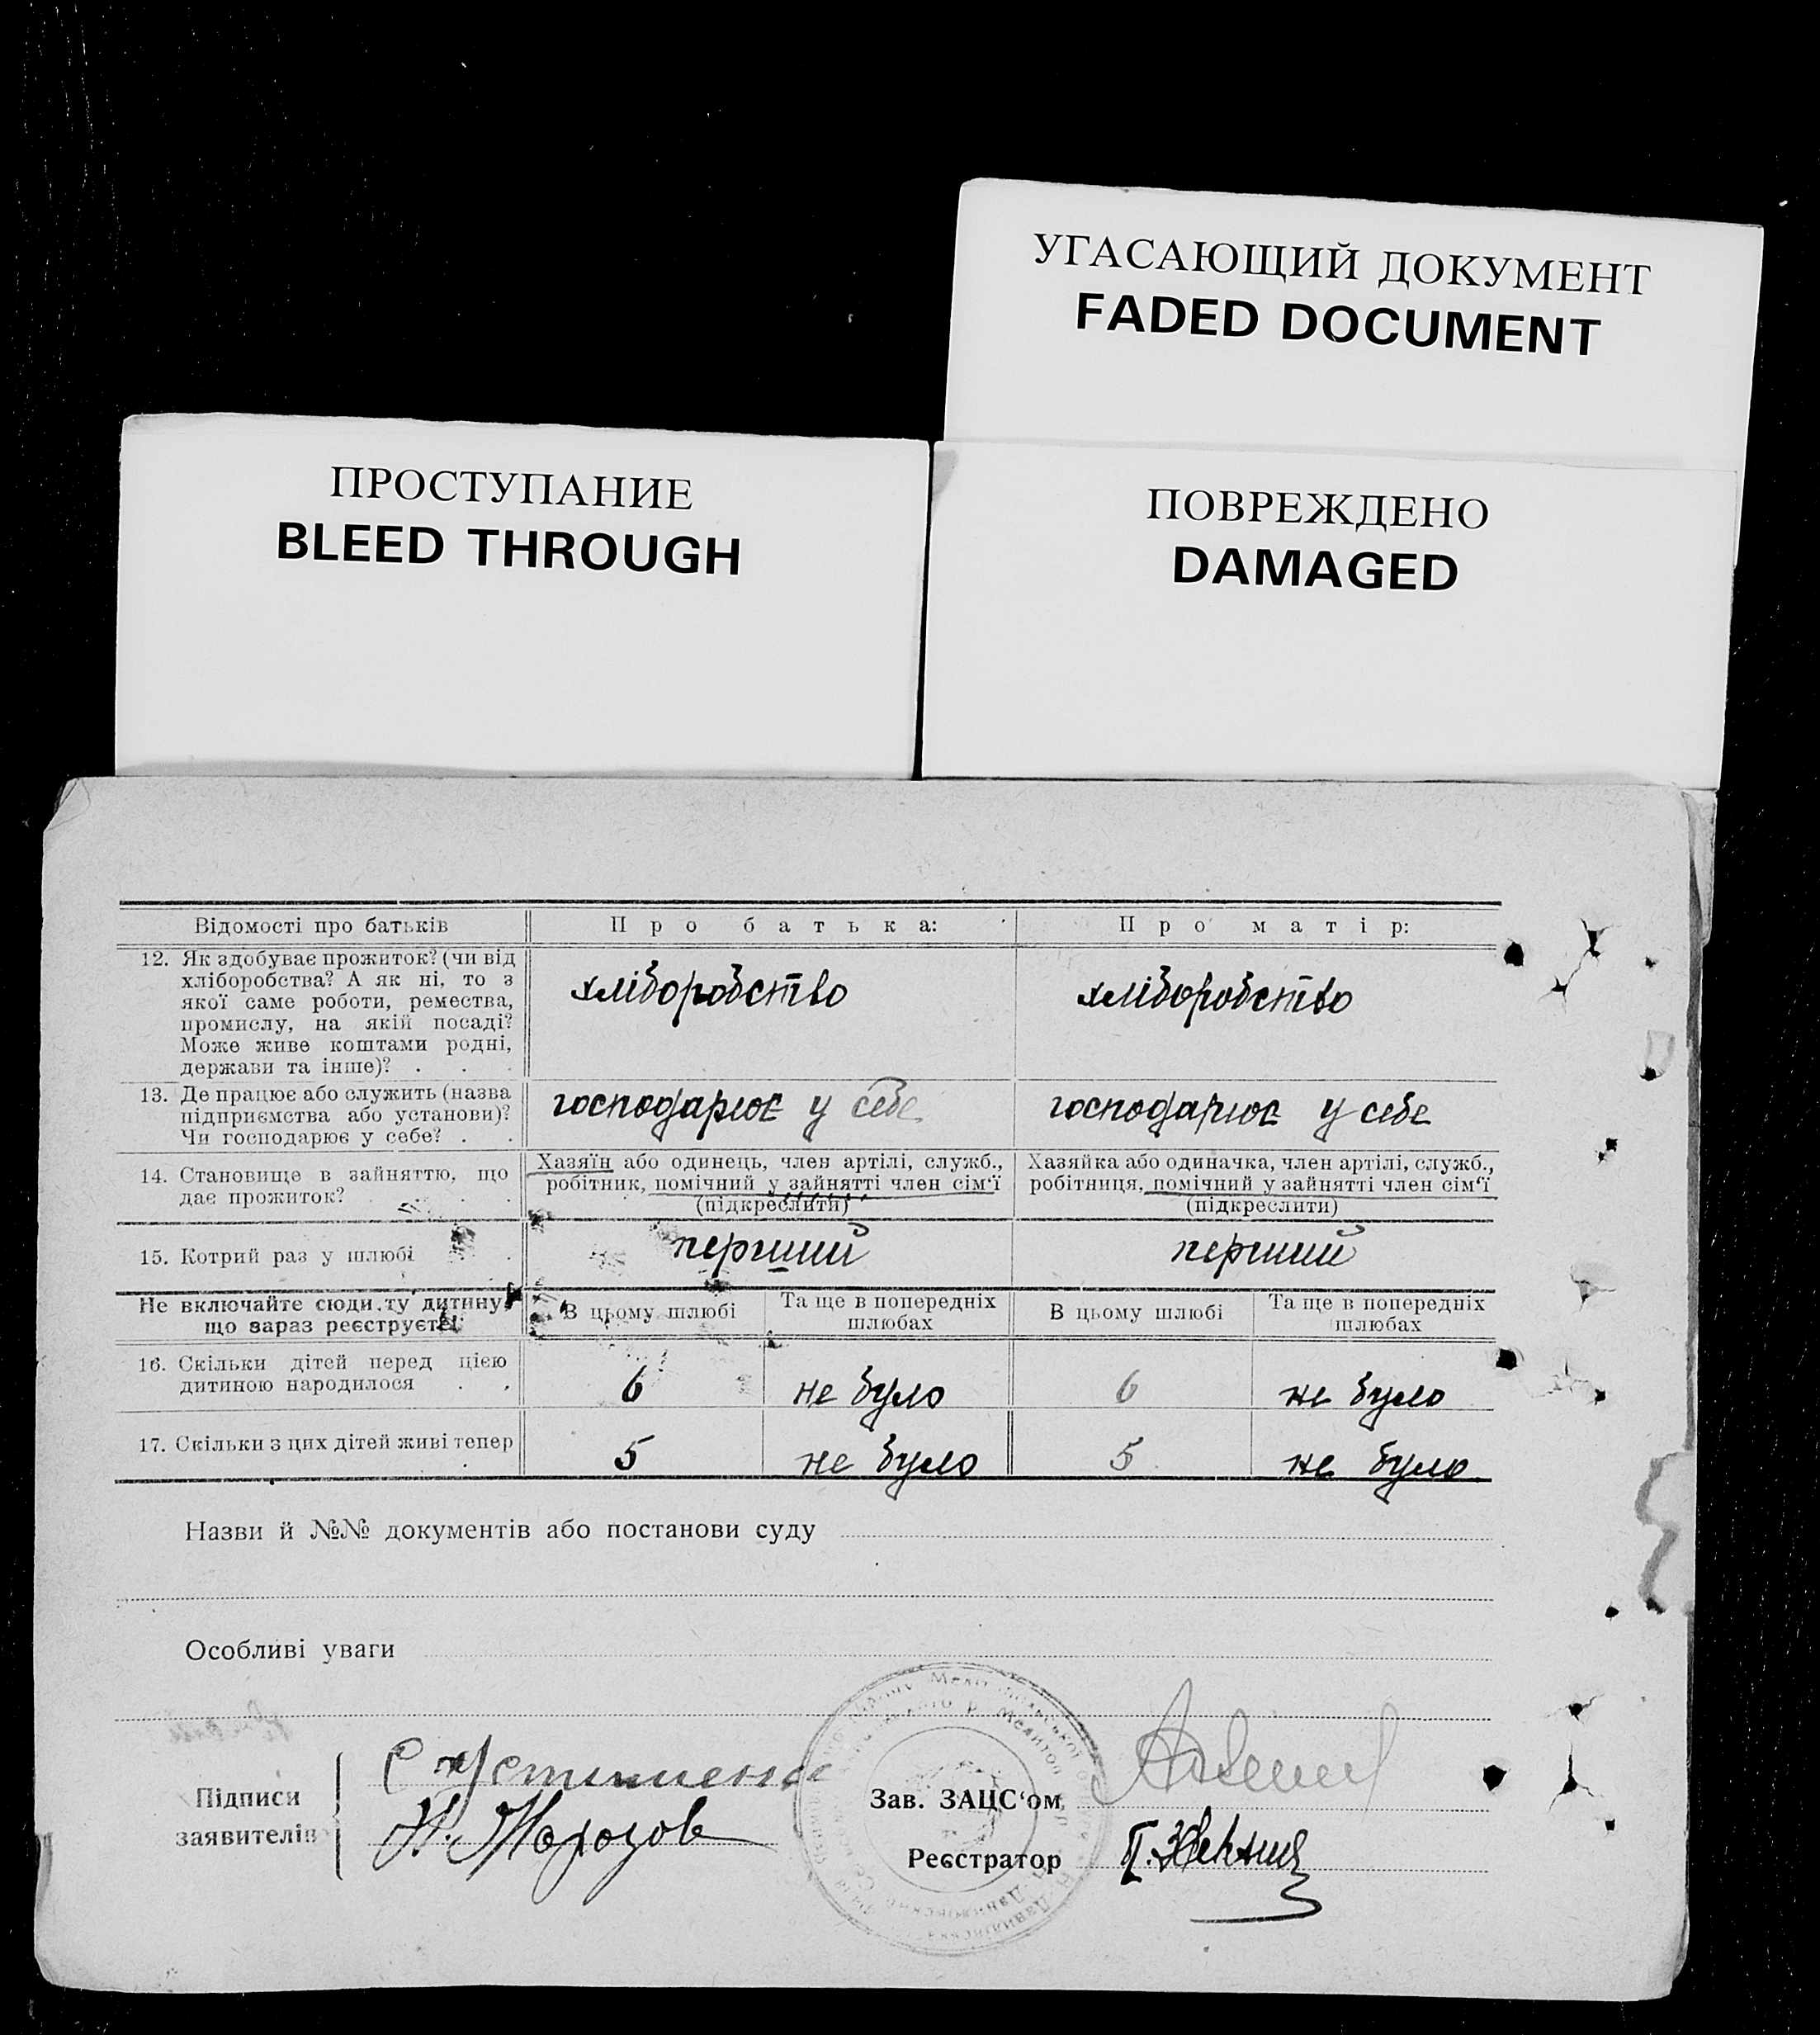 УГАСАЮЩИЙ ДОКУМЕНТ
FADED DOCUMENT
ПРОСТУПАНИЕ
BLEED THROUGH
ПОВРЕЖДЕНО
DAMAGED
Відомості про батьків
Про батька:
Про матір:
12. Як здобуває прожиток? (чи від
хліборобства? А як ні, то з
якої саме роботи, ремества,
промислу, на якій посаді?
Може живе коштами родні,
держави та інше)? . . .
хліборобство
хліборобство
13. Де працює або служить (назва
підприємства або установи)?
Чи господарює у себе? . .
господарює у себе
господарює у себе
14. Становище в зайняттю, що
дає прожиток? . . . .
Хазяїн або одинець, член артілі, служб.,
робітник, помічний у зайнятті член сім‘ї
(підкреслити)
Хазяйка або одиначка, член артілі, служб.,
робітниця, помічний у зайнятті член сім‘ї
(підкреслити)
15. Котрий раз у шлюбі . .
перший
перший
Не включайте сюди ту дитину,
що зараз реєструєте
В цьому шлюбі
Та ще в попередніх
шлюбах
В цьому шлюбі
Та ще в попередніх
шлюбах
16. Скільки дітей перед цією
дитиною народилося . .
6
не було
6
не було
17. Скільки з цих дітей живі тепер
5
не було
5
не було
Назви й №№ документів або постанови суду
Особливі уваги
Підписи
заявителів
С Устименко
Н. Морозов
Зав. ЗАЦС‘ом
Реєстратор